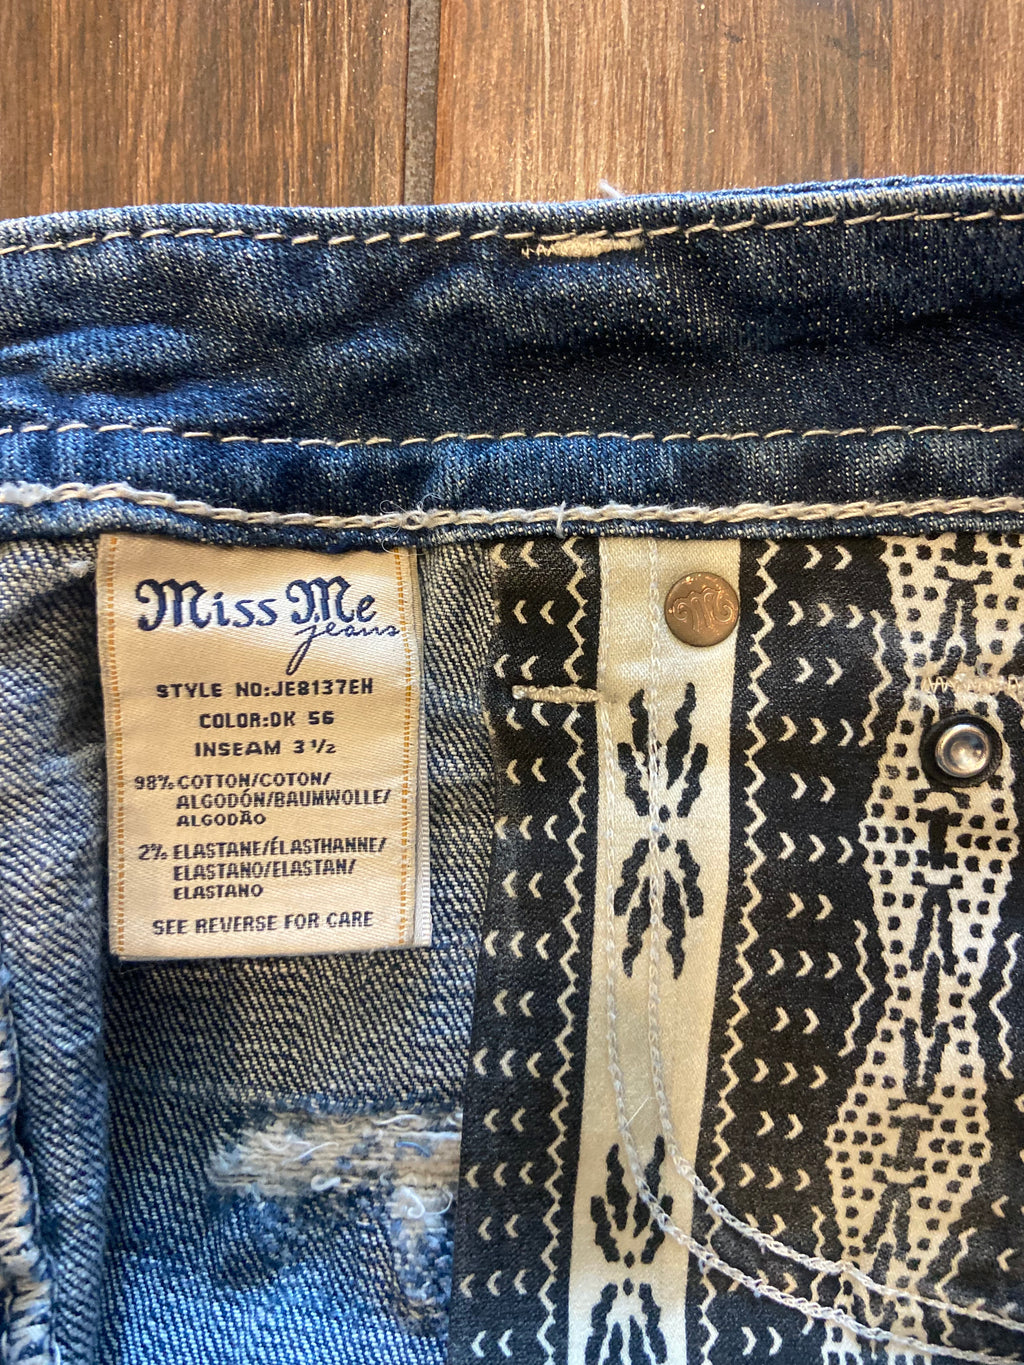 Miss Me
jeans
STYLE NO:JE8137EH
COLOR:DK 56
INSEAM 3 1/2
98% COTTON/COTON/
ALGODÓN/BAUMWOLLE/
ALGODÃO
2% ELASTANE/ÉLASTHANNE/
ELASTANO/ELASTAN/
ELASTANO
SEE REVERSE FOR CARE